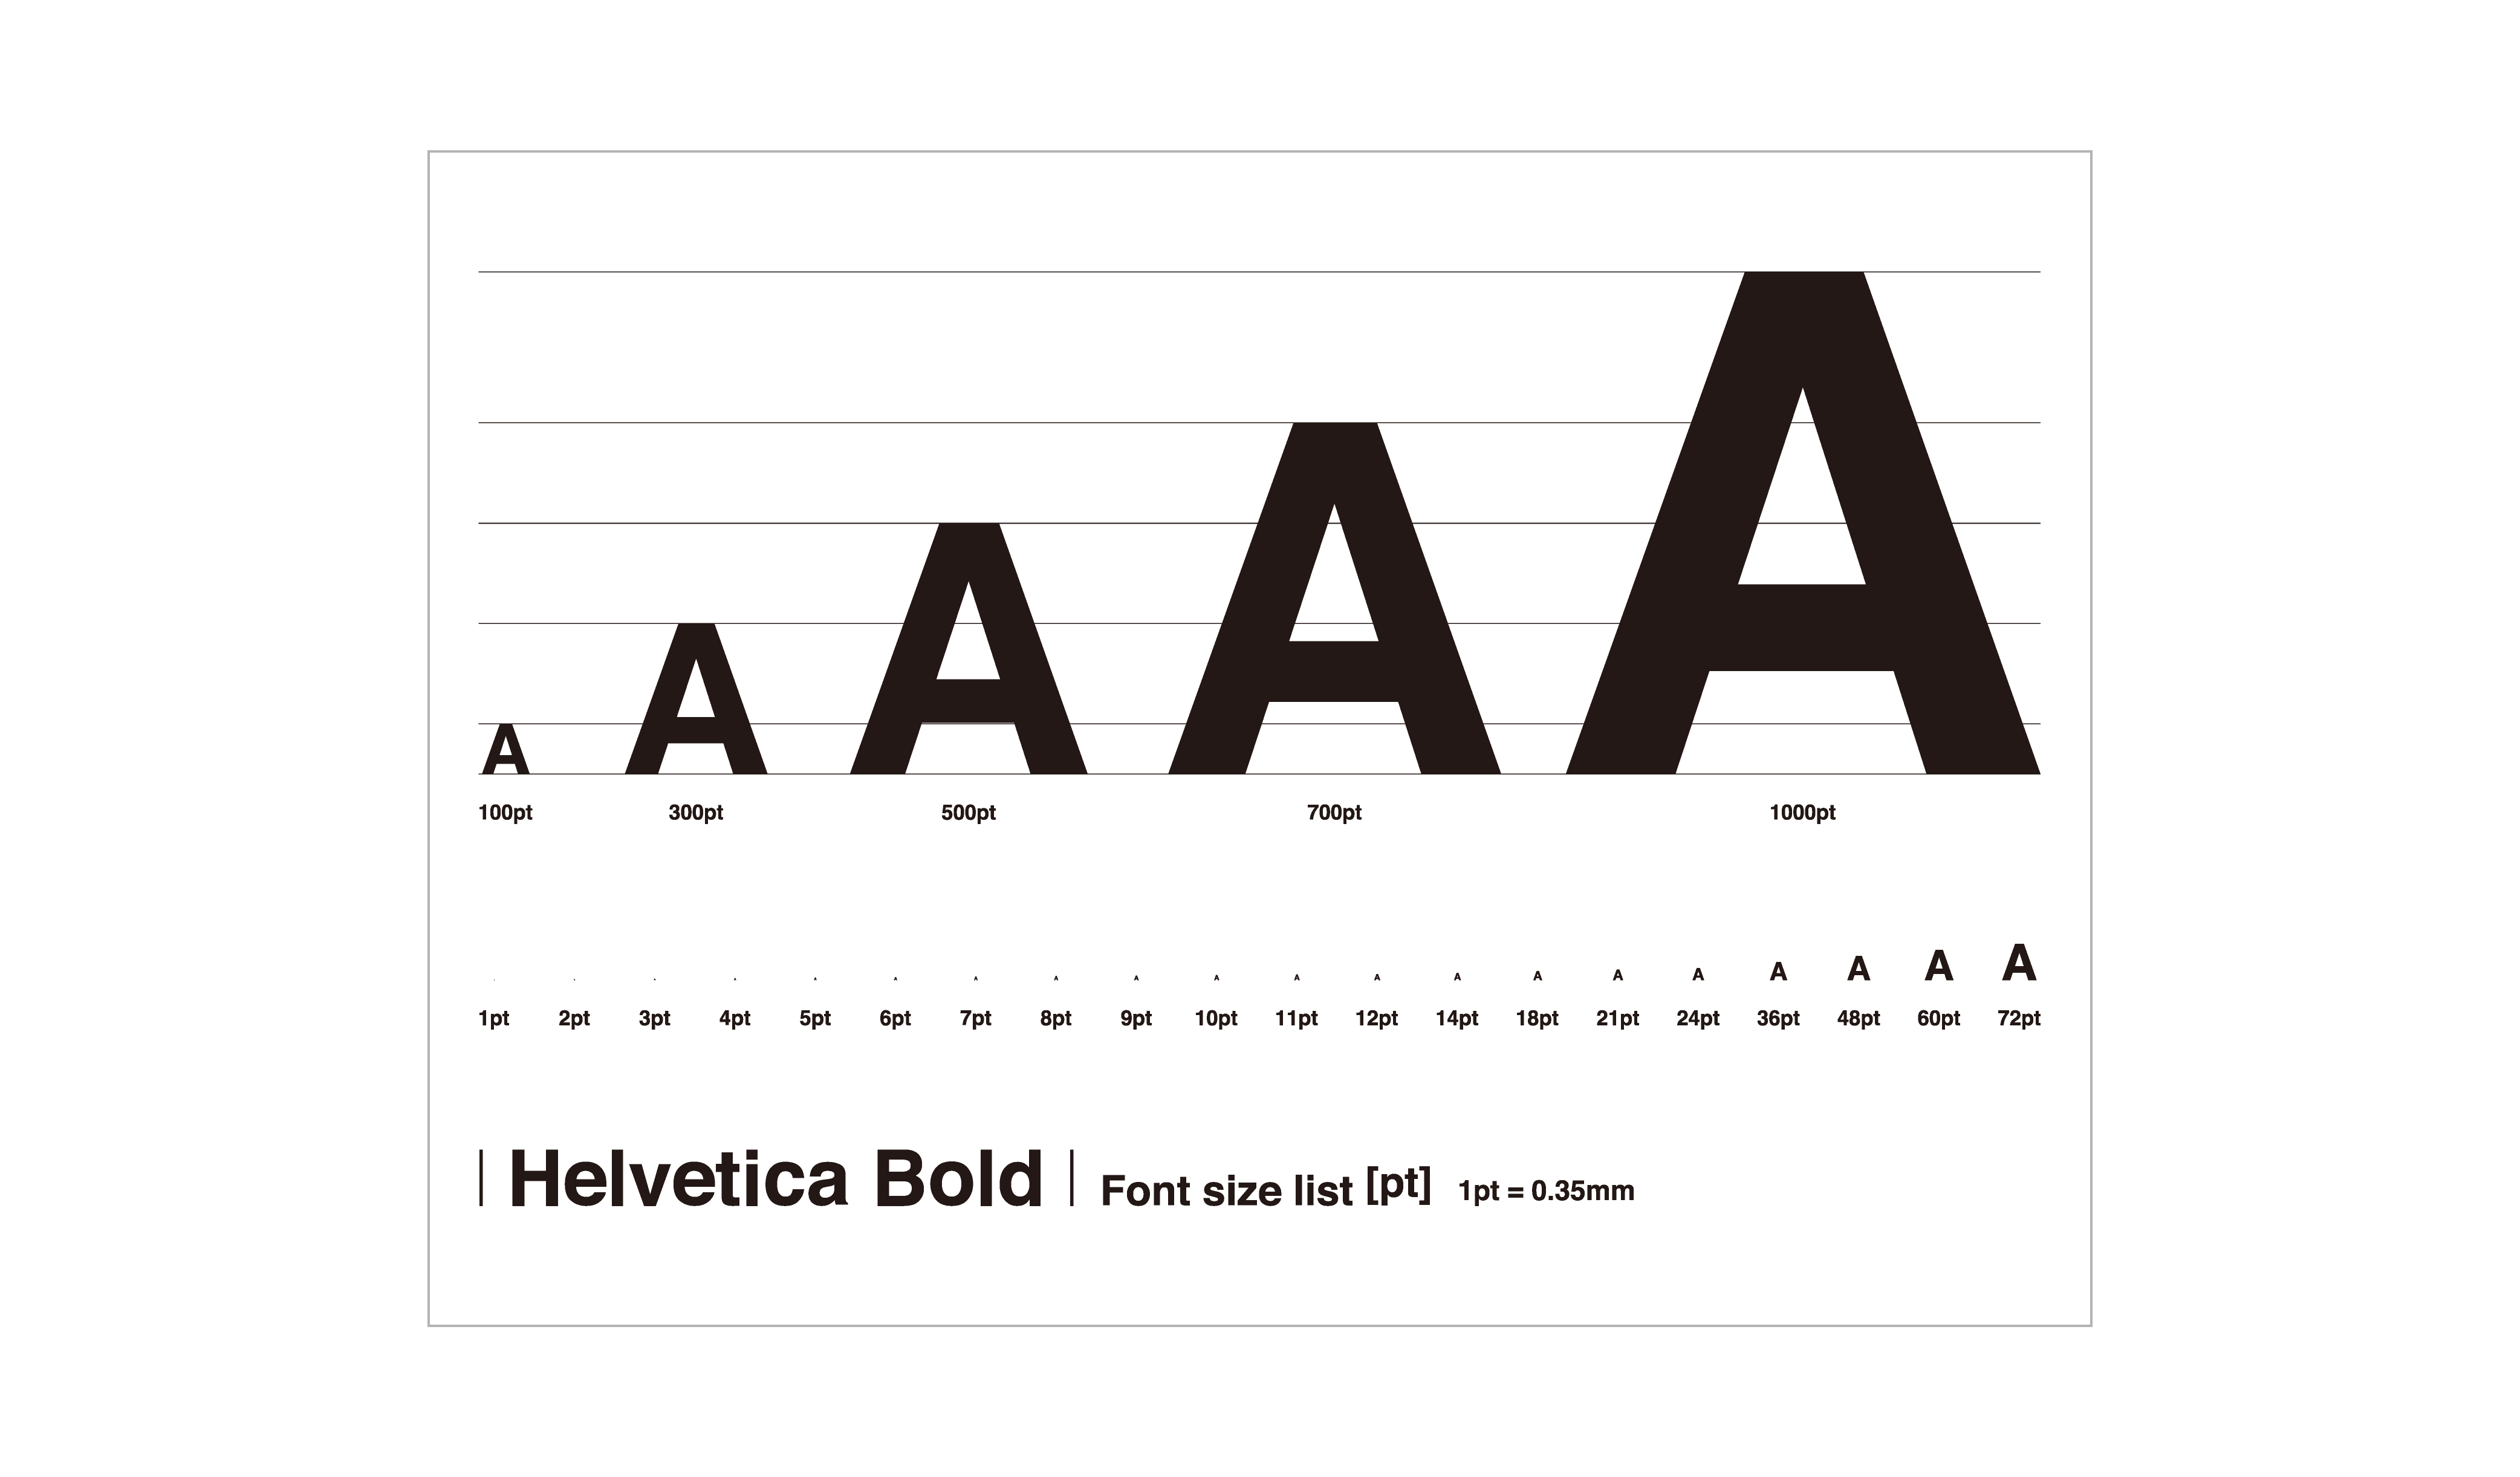 A A A A A
100pt 300pt 500pt 700pt 1000pt
A A A A A A A A A A A A A A A A A A
1pt 2pt 3pt 4pt 5pt 6pt 7pt 8pt 9pt 10pt 11pt 12pt 14pt 18pt 21pt 24pt 36pt 48pt 60pt 72pt
| Helvetica Bold | Font size list [pt] 1pt = 0.35mm